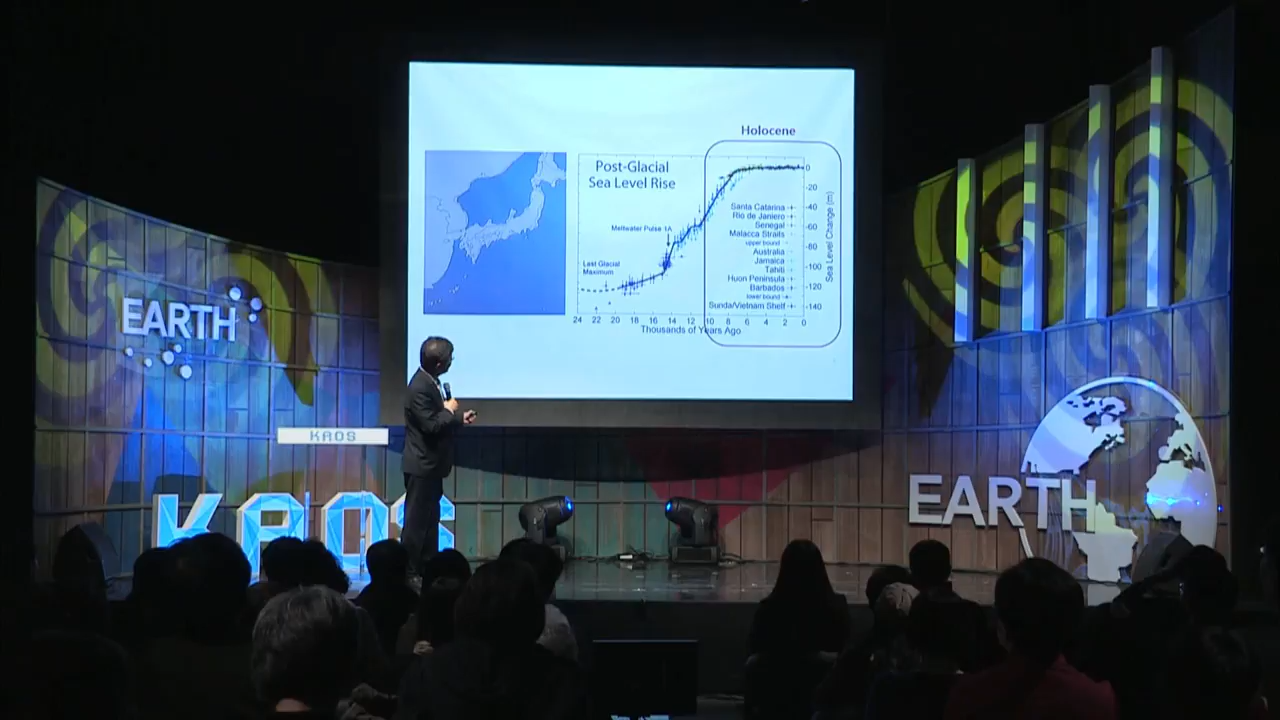 Holocene
Post-Glacial
Sea Level Rise
Meltwater Pulse 1A
Last Glacial
Maximum
Santa Catarina
Rio de Janiero
Senegal
Malacca Straits
upper bound
Australia
Jamaica
Tahiti
Huon Peninsula
Barbados
lower bound
Sunda/Vietnam Shelf
0
-20
-40
-60
-80
-100
-120
-140
Sea Level Change (m)
24 22 20 18 16 14 12 10 8 6 4 2 0
Thousands of Years Ago
EARTH
KAOS
KAOS
EARTH